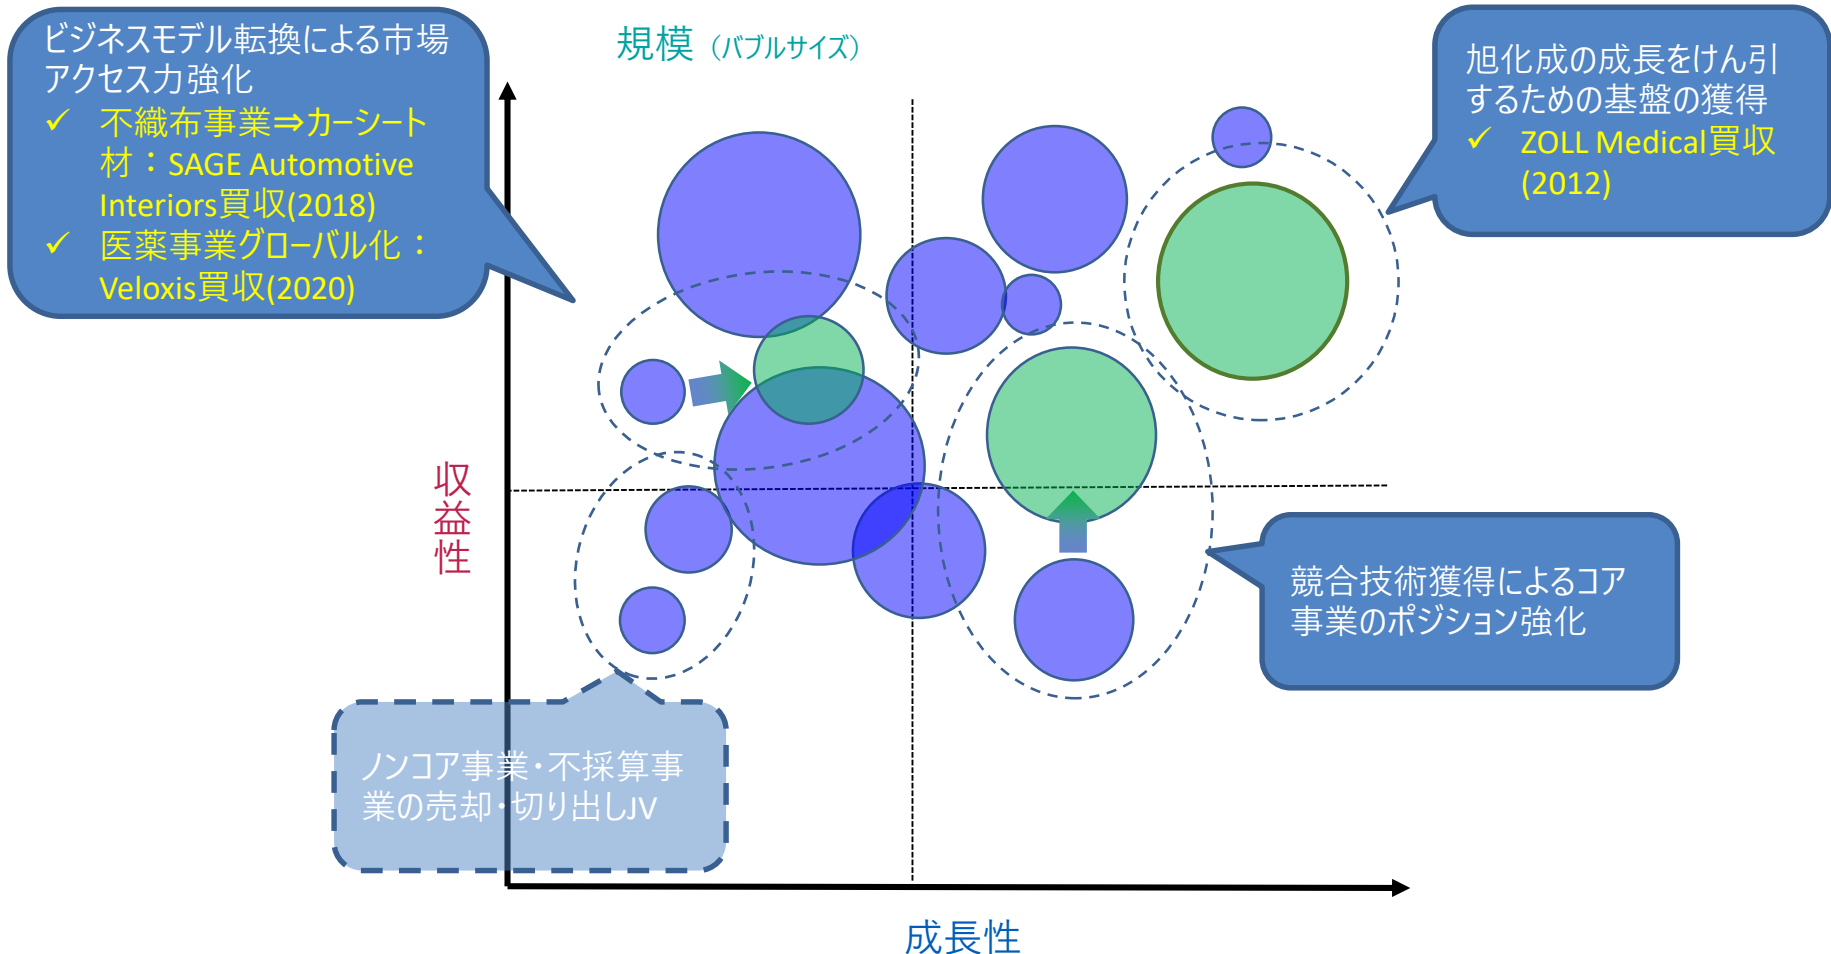 ビジネスモデル転換による市場
アクセス力強化
✓ 不織布事業⇒カーシート
材：SAGE Automotive
Interiors買収(2018)
✓ 医薬事業グローバル化：
Veloxis買収(2020)
規模（バブルサイズ）
旭化成の成長をけん引
するための基盤の獲得
✓ ZOLL Medical買収
(2012)
収益性
競合技術獲得によるコア
事業のポジション強化
ノンコア事業・不採算事
業の売却・切り出しJV
成長性